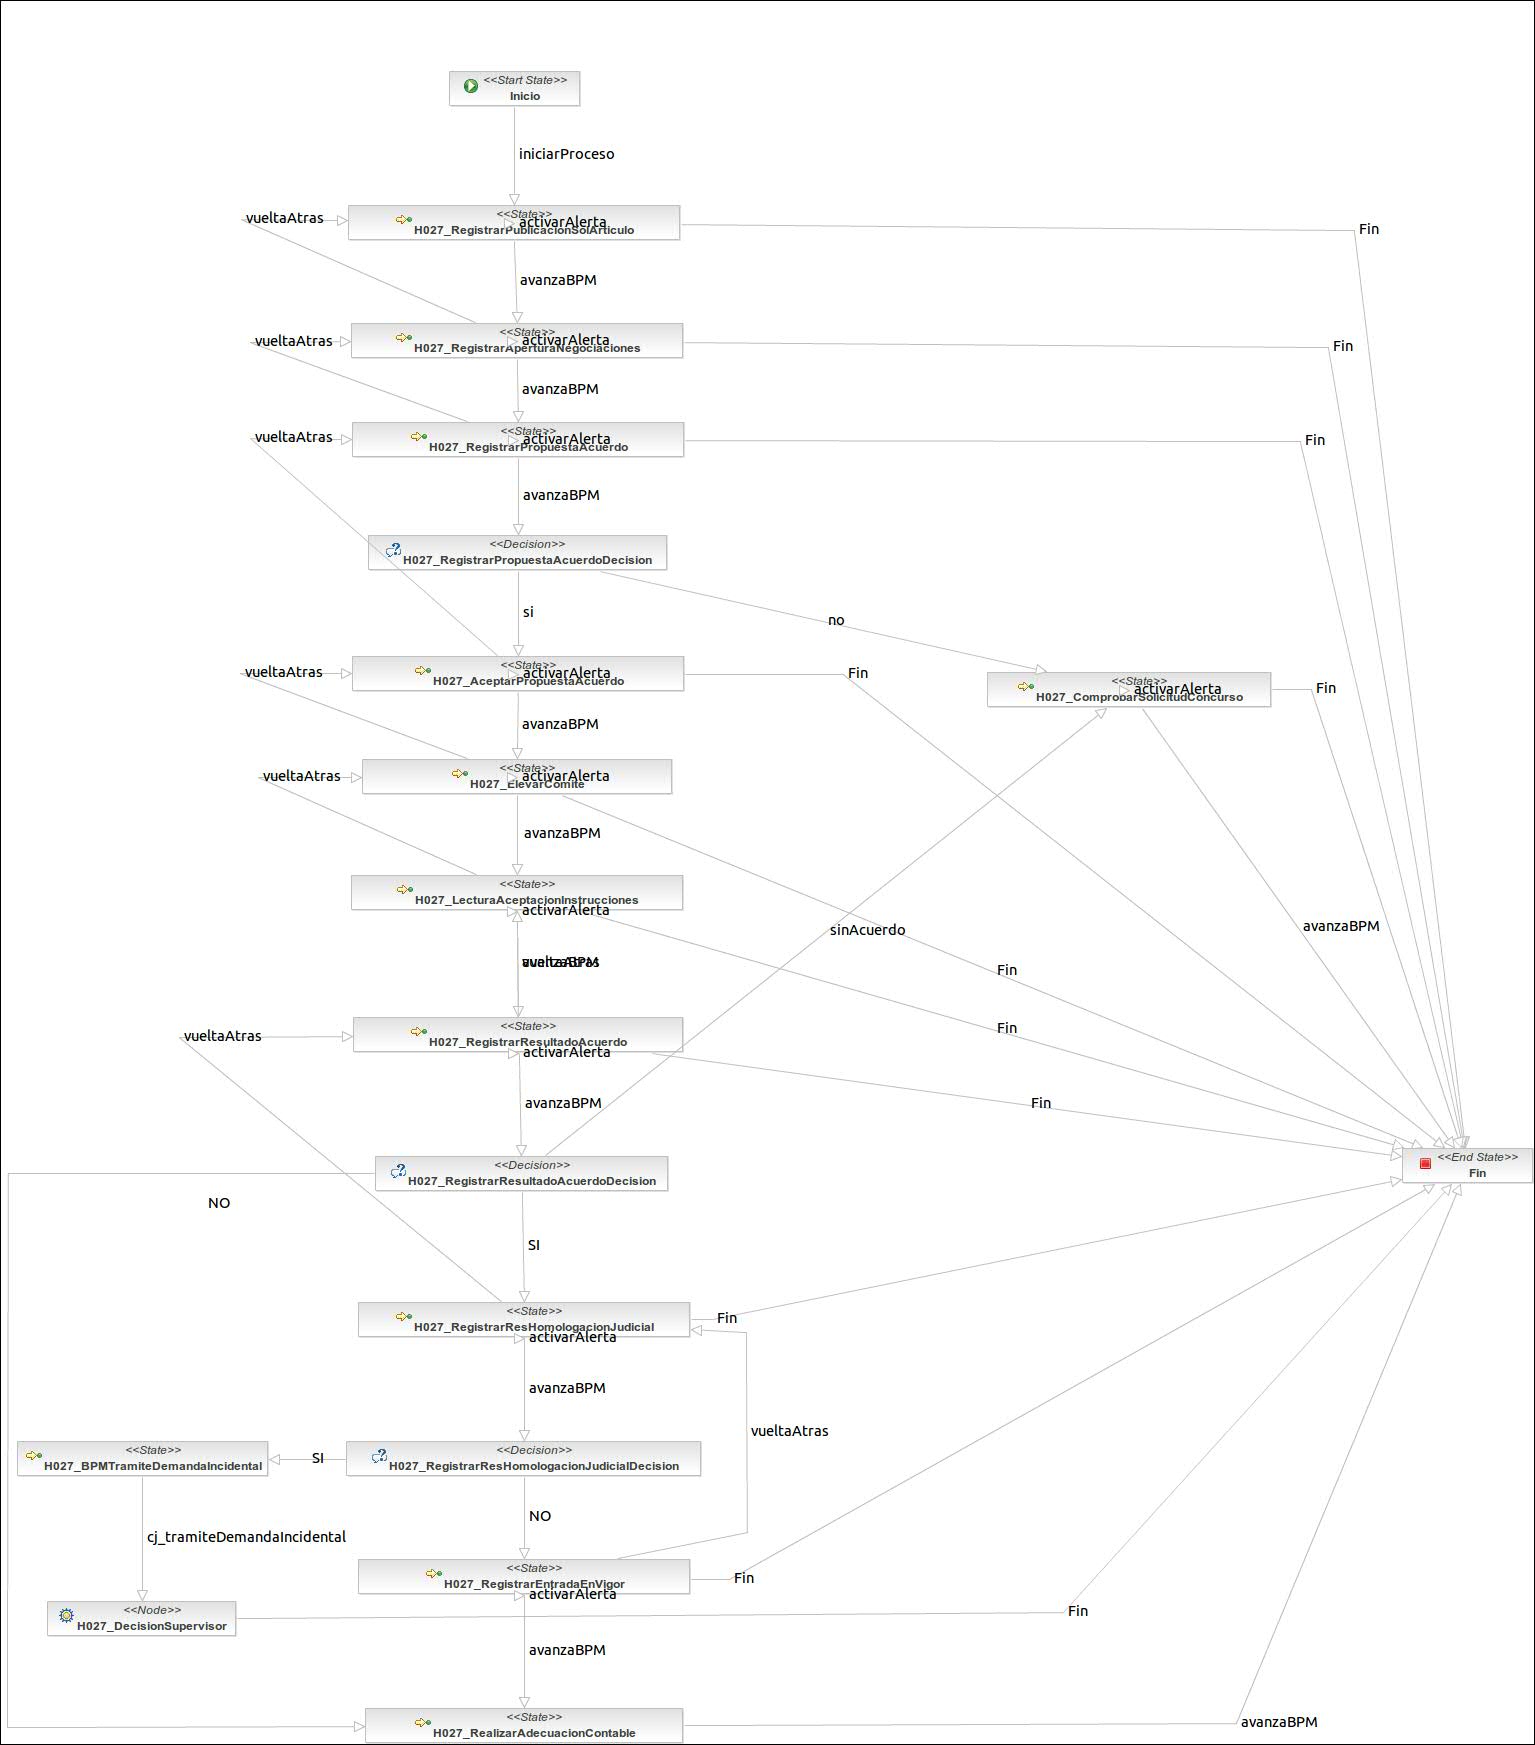 <<Start State>>
Inicio
iniciarProceso
vueltaAtras
<<State>>
activarAlerta
H027_RegistrarPublicacionSolArticulo
Fin
avanzaBPM
vueltaAtras
<<State>>
activarAlerta
H027_RegistrarAperturaNegociaciones
Fin
avanzaBPM
vueltaAtras
<<State>>
activarAlerta
H027_RegistrarPropuestaAcuerdo
Fin
avanzaBPM
<<Decision>>
H027_RegistrarPropuestaAcuerdoDecision
si
no
vueltaAtras
<<State>>
activarAlerta
H027_AceptarPropuestaAcuerdo
Fin
<<State>>
activarAlerta
H027_ComprobarSolicitudConcurso
Fin
avanzaBPM
vueltaAtras
<<State>>
activarAlerta
H027_ElevarComite
avanzaBPM
<<State>>
H027_LecturaAceptacionInstrucciones
activarAlerta
sinAcuerdo
avanzaBPM
vueltaAtras
avanzaBPM
Fin
Fin
vueltaAtras
<<State>>
H027_RegistrarResultadoAcuerdo
activarAlerta
avanzaBPM
Fin
<<Decision>>
H027_RegistrarResultadoAcuerdoDecision
<<End State>>
Fin
NO
SI
<<State>>
H027_RegistrarResHomologacionJudicial
activarAlerta
Fin
avanzaBPM
vueltaAtras
<<State>>
H027_BPMTramiteDemandaIncidental
SI
<<Decision>>
H027_RegistrarResHomologacionJudicialDecision
NO
cj_tramiteDemandaIncidental
<<State>>
H027_RegistrarEntradaEnVigor
activarAlerta
Fin
<<Node>>
H027_DecisionSupervisor
Fin
avanzaBPM
<<State>>
H027_RealizarAdecuacionContable
avanzaBPM